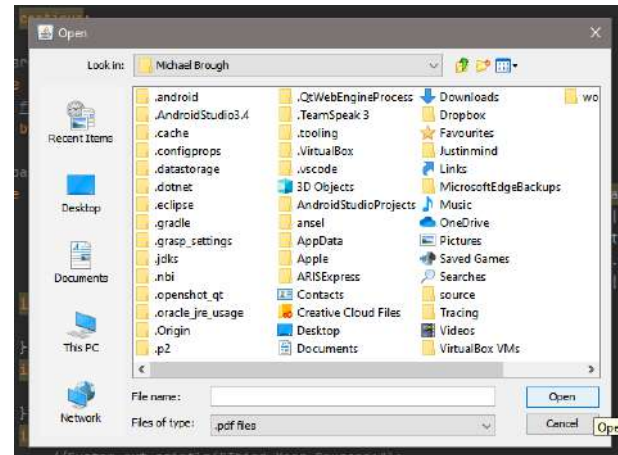 Open
Look in:
Michael Brough
Recent Items
Desktop
Documents
This PC
Network
.android
.AndroidStudio3.4
.cache
.configprops
.datastorage
.dotnet
.eclipse
.gradle
.grasp_settings
.jdks
.nbi
.openshot_qt
.oracle_jre_usage
.Origin
.p2
.QtWebEngineProcess
.TeamSpeak 3
.tooling
.VirtualBox
.vscode
3D Objects
AndroidStudioProjects
ansel
AppData
Apple
ARISExpress
Contacts
Creative Cloud Files
Desktop
Documents
Downloads
Dropbox
Favourites
Justinmind
Links
MicrosoftEdgeBackups
Music
OneDrive
Pictures
Saved Games
Searches
source
Tracing
Videos
VirtualBox VMs
wo
File name:
Open
Files of type:
.pdf files
Cancel
Ope